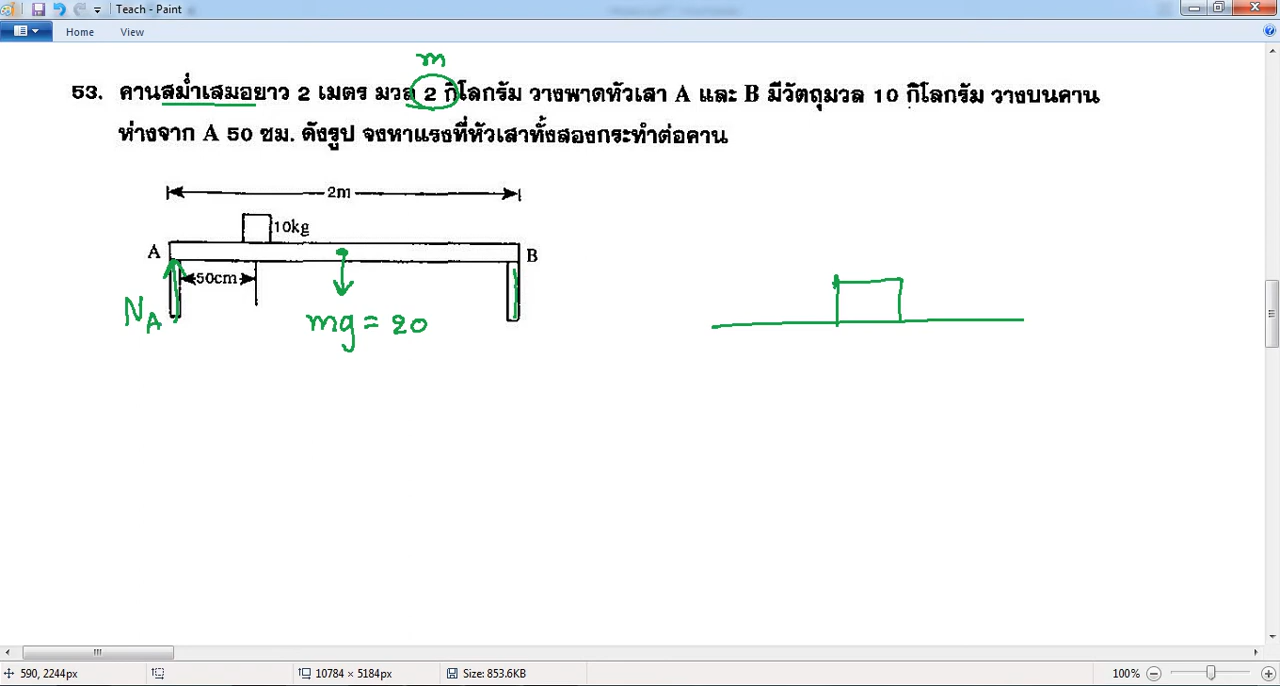 Teach - Paint
Home View
m
53. คานสม่ำเสมอยาว 2 เมตร มวล 2 กิโลกรัม วางพาดหัวเสา A และ B มีวัตถุมวล 10 กิโลกรัม วางบนคาน
ห่างจาก A 50 ซม. ดังรูป จงหาแรงที่หัวเสาทั้งสองกระทำต่อคาน
2m
10kg
A B
50cm
N_A
mg = 20
590, 2244px 10784 × 5184px Size: 853.6KB 100%